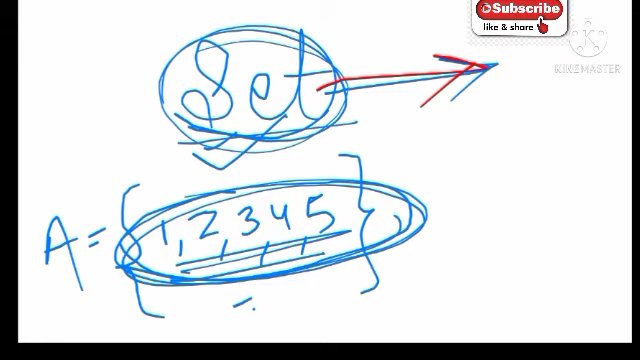 Subscribe
like & share
KINEMASTER
Set
A = {1, 2, 3, 4, 5}